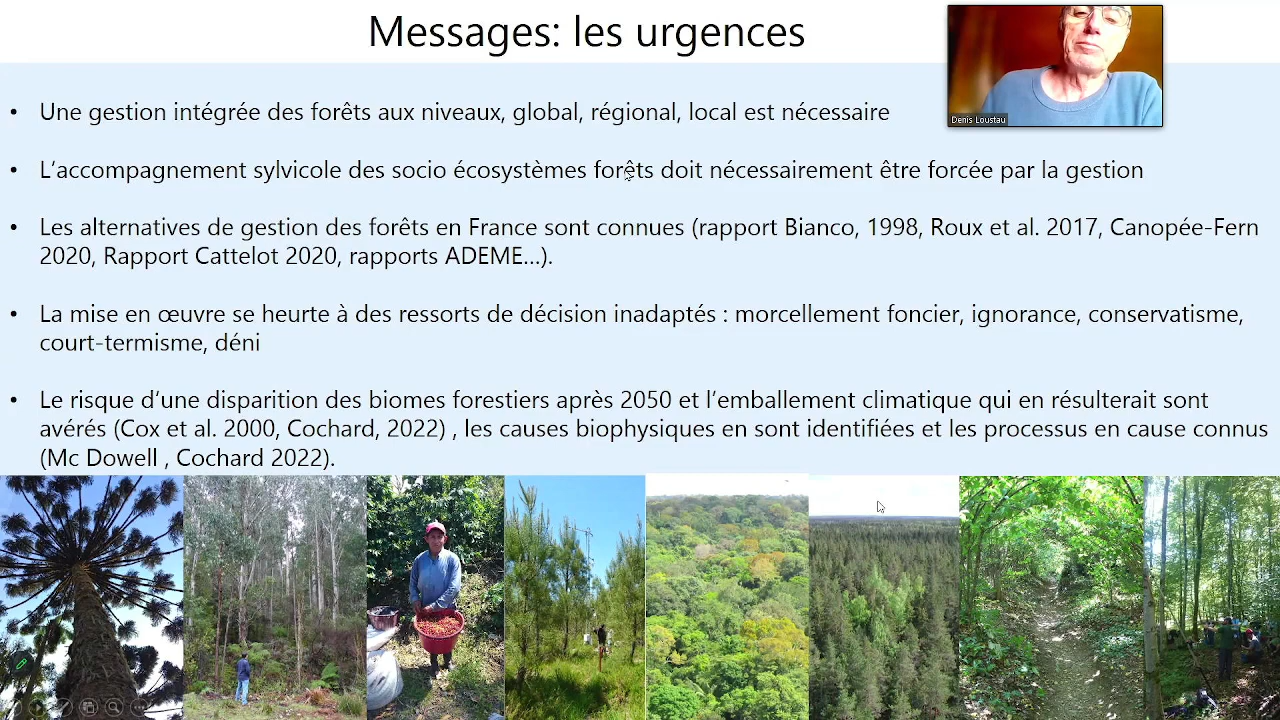 Messages: les urgences
Denis Loustau
• Une gestion intégrée des forêts aux niveaux, global, régional, local est nécessaire
• L’accompagnement sylvicole des socio écosystèmes forêts doit nécessairement être forcée par la gestion
• Les alternatives de gestion des forêts en France sont connues (rapport Bianco, 1998, Roux et al. 2017, Canopée-Fern
2020, Rapport Cattelot 2020, rapports ADEME…).
• La mise en œuvre se heurte à des ressorts de décision inadaptés : morcellement foncier, ignorance, conservatisme,
court-termisme, déni
• Le risque d’une disparition des biomes forestiers après 2050 et l’emballement climatique qui en résulterait sont
avérés (Cox et al. 2000, Cochard, 2022) , les causes biophysiques en sont identifiées et les processus en cause connus
(Mc Dowell , Cochard 2022).